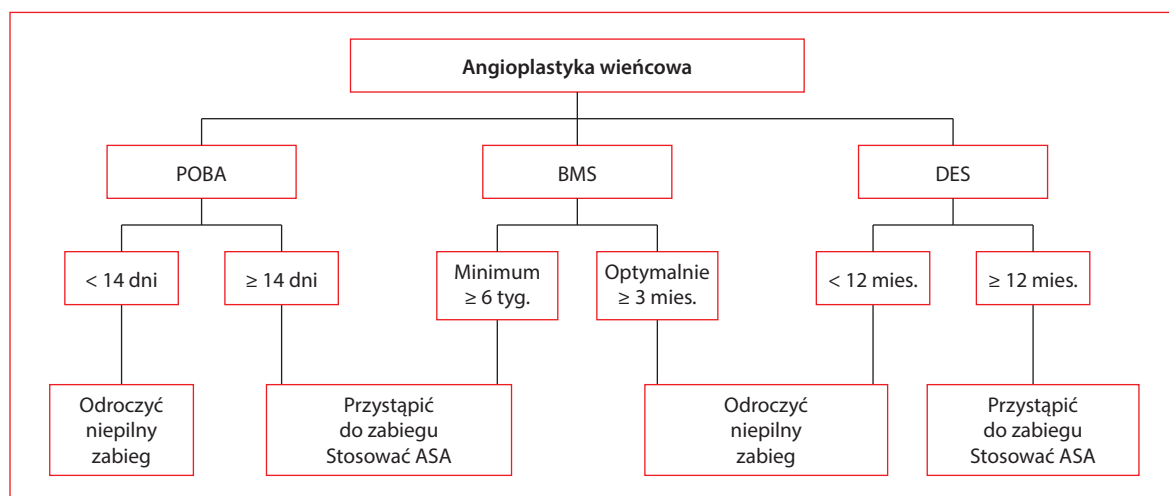 Angioplastyka wieńcowa
POBA
BMS
DES
< 14 dni
≥ 14 dni
Minimum
≥ 6 tyg.
Optymalnie
≥ 3 mies.
< 12 mies.
≥ 12 mies.
Odroczyć
niepilny
zabieg
Przystąpić
do zabiegu
Stosować ASA
Odroczyć
niepilny
zabieg
Przystąpić
do zabiegu
Stosować ASA